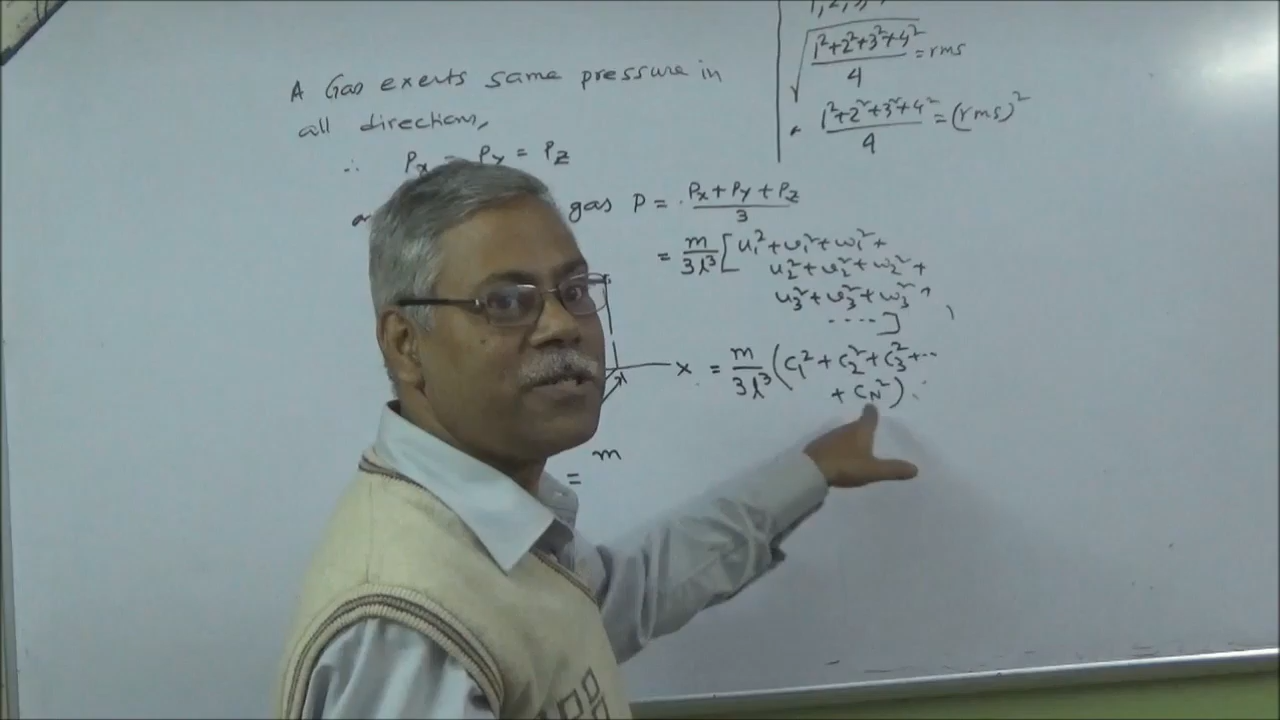 A Gas exerts same pressure in
all directions,
∴ Px = Py = Pz
gas P = Px + Py + Pz / 3
= m/3l³ [u₁² + v₁² + w₁² +
u₂² + v₂² + w₂² +
u₃² + v₃² + w₃² +
.....]
x
= m/3l³ (C₁² + C₂² + C₃² + ...
+ C_N²)
= m
1, 2, 3,
√(1² + 2² + 3² + 4² / 4) = rms
1² + 2² + 3² + 4² / 4 = (rms)²